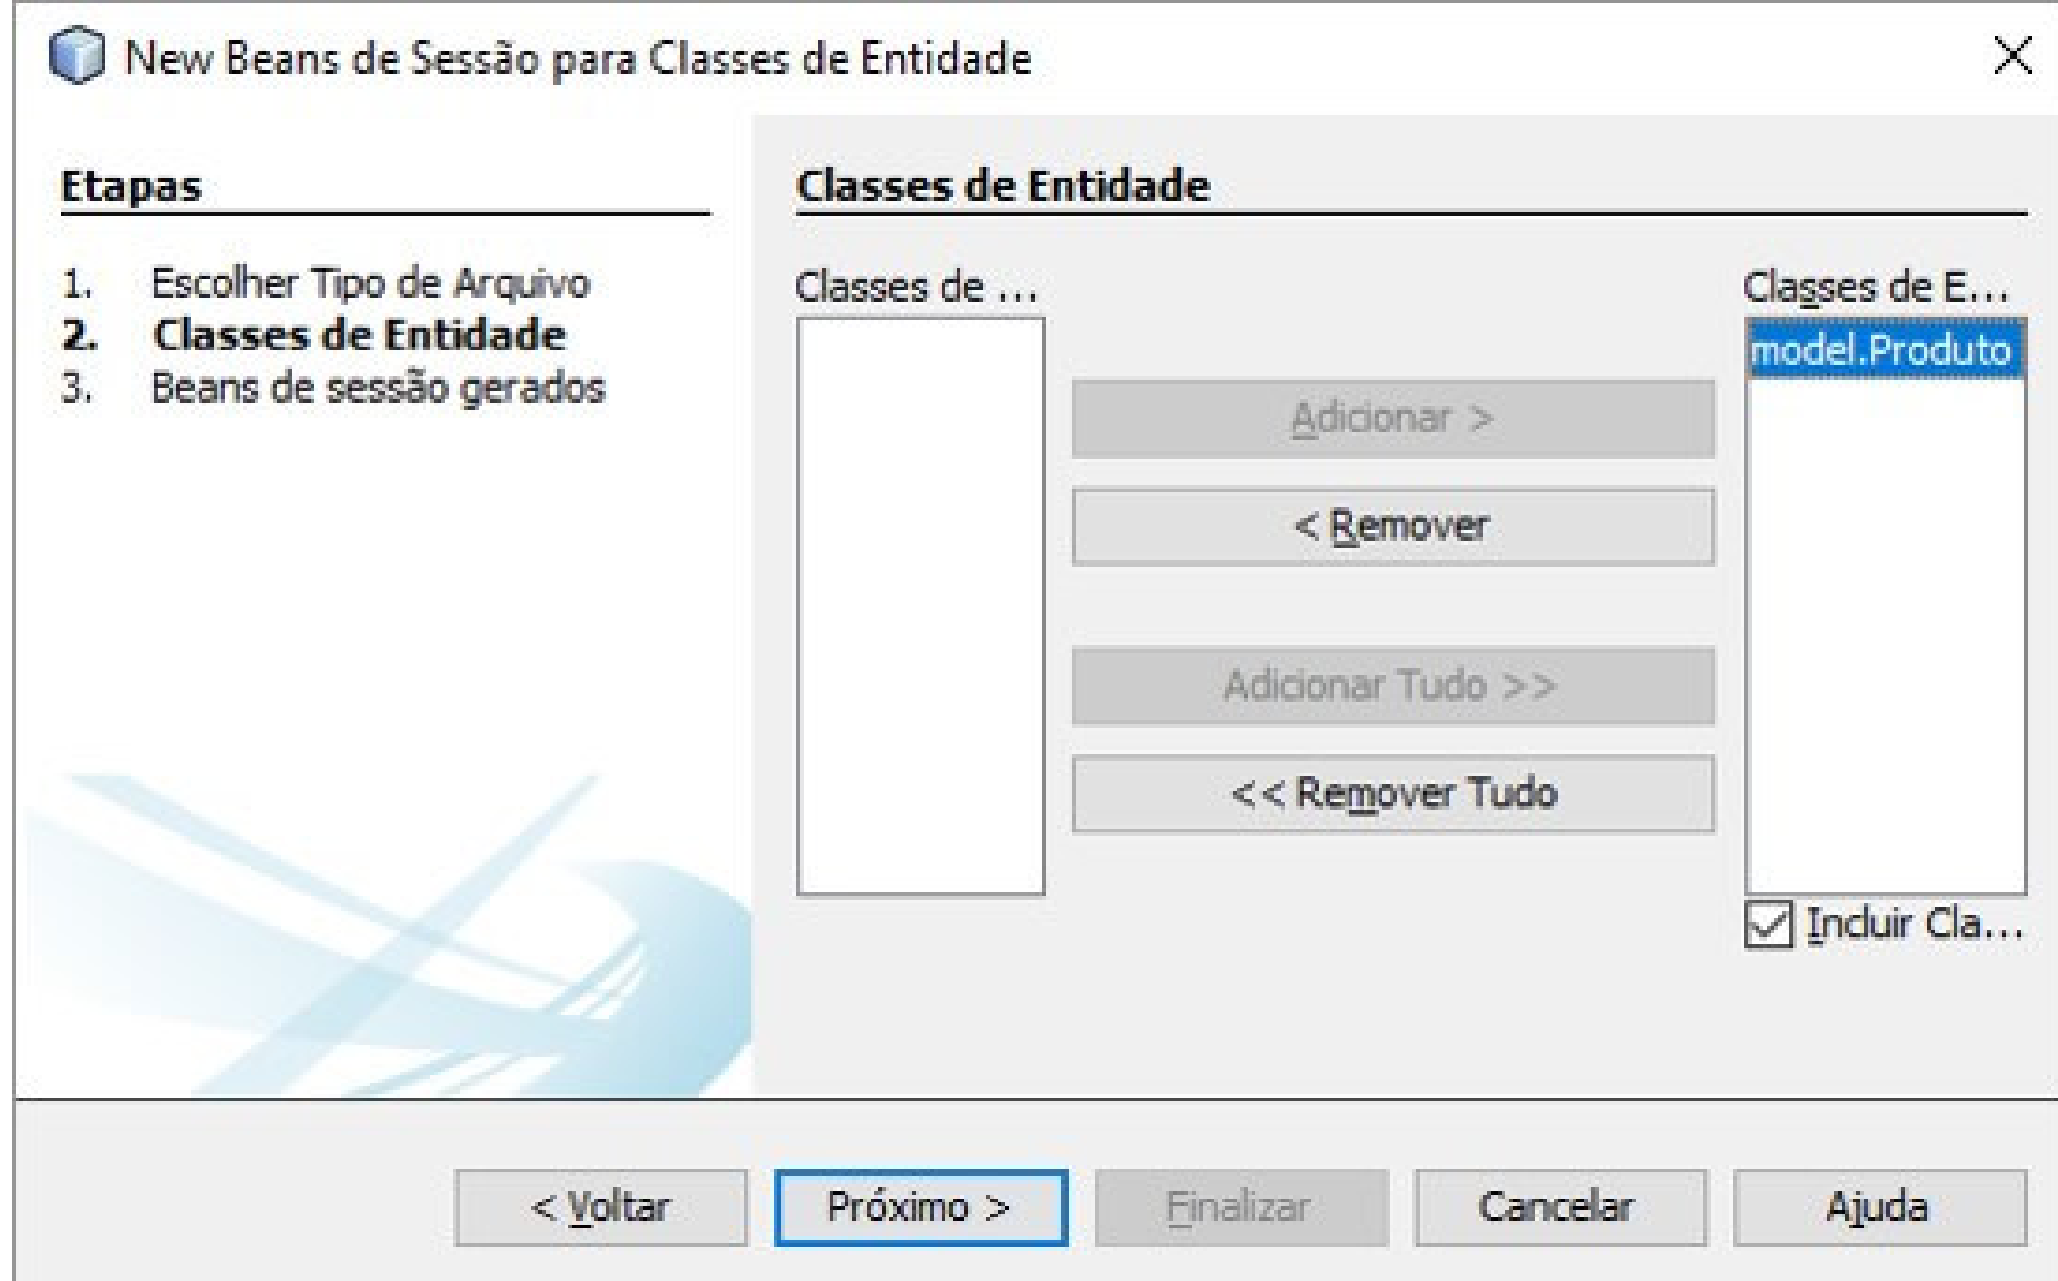 New Beans de Sessão para Classes de Entidade
Etapas
1. Escolher Tipo de Arquivo
2. Classes de Entidade
3. Beans de sessão gerados
Classes de Entidade
Classes de ...
Classes de E...
model.Produto
Adicionar >
< Remover
Adicionar Tudo >>
<< Remover Tudo
Incluir Cla...
< Voltar
Próximo >
Finalizar
Cancelar
Ajuda